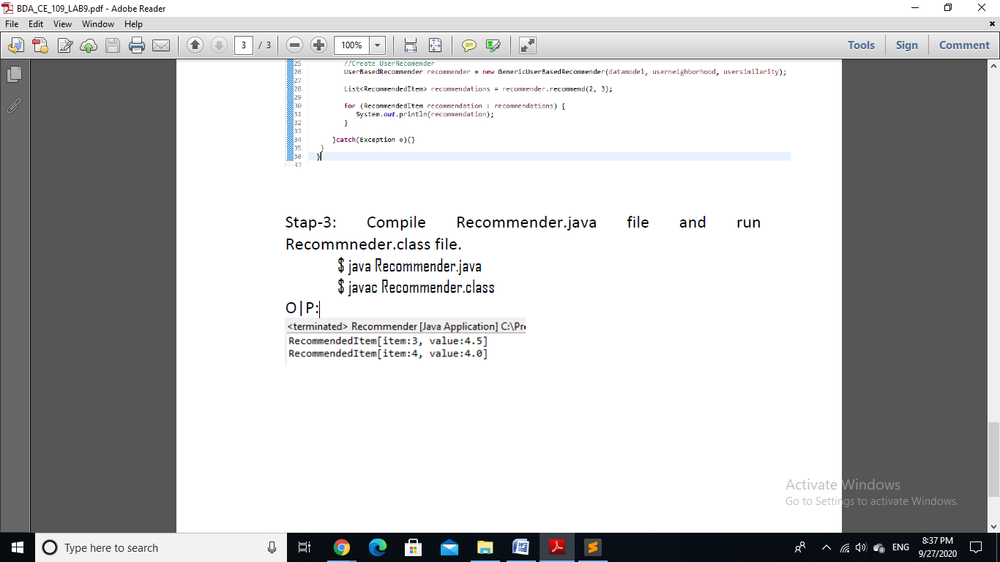 BDA_CE_109_LAB9.pdf - Adobe Reader
File Edit View Window Help
3 / 3 100% Tools Sign Comment
25 //Create UserRecomender
26 UserBasedRecommender recommender = new GenericUserBasedRecommender(datamodel, userneighborhood, usersimilarity);
27
28 List<RecommendedItem> recommendations = recommender.recommend(2, 3);
29
30 for (RecommendedItem recommendation : recommendations) {
31 System.out.println(recommendation);
32 }
33
34 }catch(Exception e){}
35 }
36 }
37
Stap-3: Compile Recommender.java file and run
Recommneder.class file.
$ java Recommender.java
$ javac Recommender.class
O|P:
<terminated> Recommender [Java Application] C:\Pr
RecommendedItem[item:3, value:4.5]
RecommendedItem[item:4, value:4.0]
Activate Windows
Go to Settings to activate Windows.
Type here to search
ENG
8:37 PM
9/27/2020